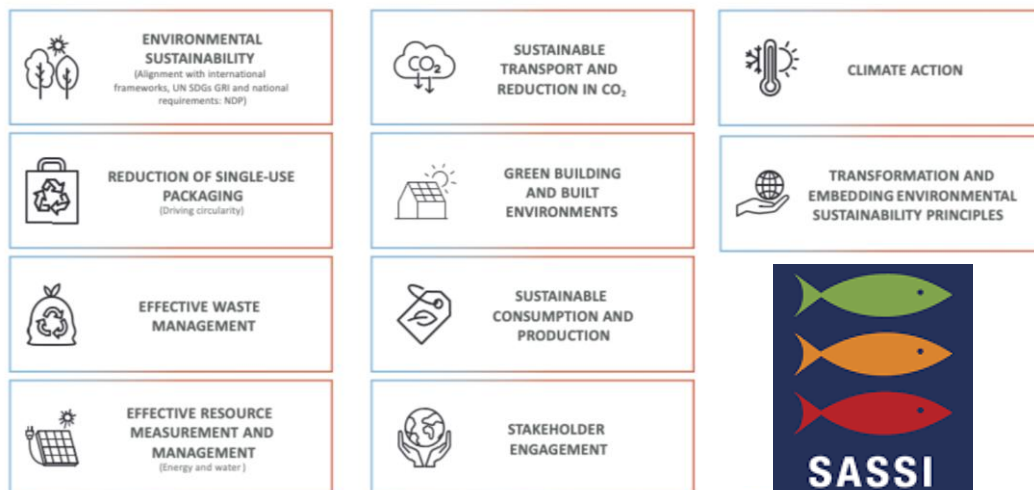 ENVIRONMENTAL
SUSTAINABILITY
(Alignment with international
frameworks, UN SDGs GRI and national
requirements: NDP)
REDUCTION OF SINGLE-USE
PACKAGING
(Driving circularity)
EFFECTIVE WASTE
MANAGEMENT
EFFECTIVE RESOURCE
MEASUREMENT AND
MANAGEMENT
(Energy and water )
CO₂
SUSTAINABLE
TRANSPORT AND
REDUCTION IN CO₂
GREEN BUILDING
AND BUILT
ENVIRONMENTS
SUSTAINABLE
CONSUMPTION AND
PRODUCTION
STAKEHOLDER
ENGAGEMENT
CLIMATE ACTION
TRANSFORMATION AND
EMBEDDING ENVIRONMENTAL
SUSTAINABILITY PRINCIPLES
SASSI